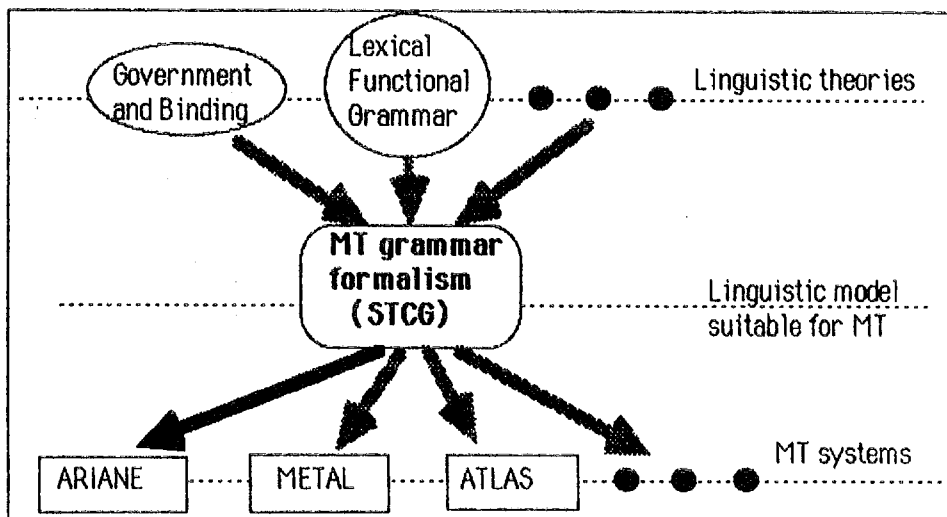 Government
and Binding
Lexical
Functional
Grammar
Linguistic theories
MT grammar
formalism
(STCG)
Linguistic model
suitable for MT
MT systems
ARIANE
METAL
ATLAS